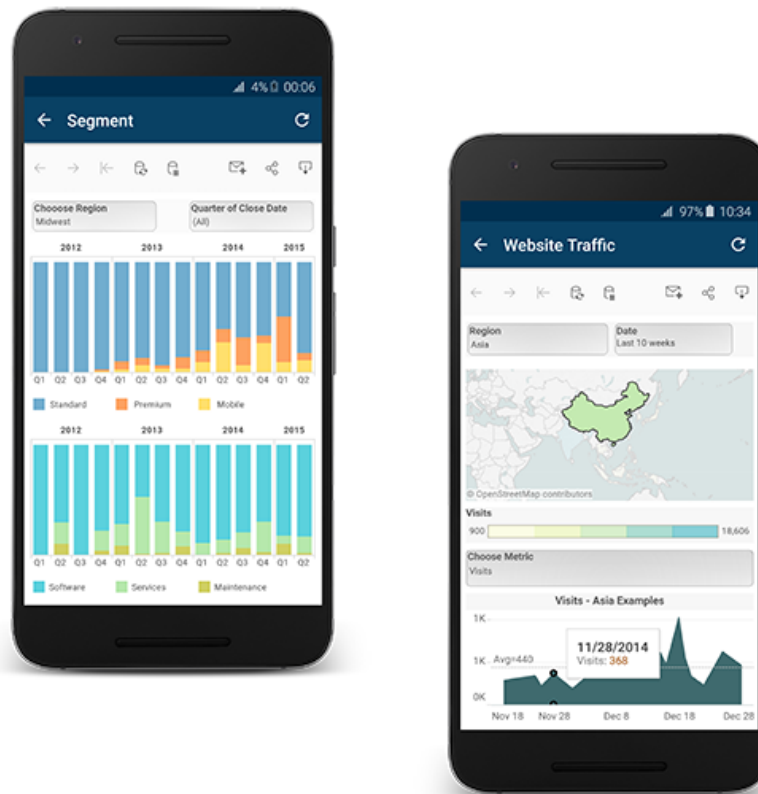 4% 00:06
Segment
Chooose Region
Midwest
Quarter of Close Date
(All)
2012 2013 2014 2015
Q1 Q2 Q3 Q4 Q1 Q2 Q3 Q4 Q1 Q2 Q3 Q4 Q1 Q2
Standard Premium Mobile
2012 2013 2014 2015
Q1 Q2 Q3 Q4 Q1 Q2 Q3 Q4 Q1 Q2 Q3 Q4 Q1 Q2
Software Services Maintenance
97% 10:34
Website Traffic
Region
Asia
Date
Last 10 weeks
© OpenStreetMap contributors
Visits
900 18,606
Choose Metric
Visits
Visits - Asia Examples
1K
1K Avg=440
0K
11/28/2014
Visits: 368
Nov 18 Nov 28 Dec 8 Dec 18 Dec 28